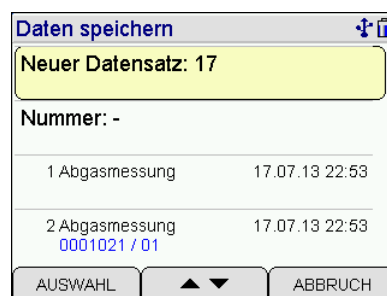 Daten speichern
Neuer Datensatz: 17
Nummer: -
1 Abgasmessung 17.07.13 22:53
2 Abgasmessung 17.07.13 22:53
0001021 / 01
AUSWAHL ▲ ▼ ABBRUCH